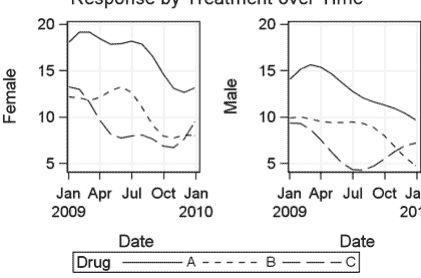 Response by Treatment over Time
Female
20
15
10
5
Jan Apr Jul Oct Jan
2009 2010
Date
Male
20
15
10
5
Jan Apr Jul Oct
2009
Date
Drug A B C